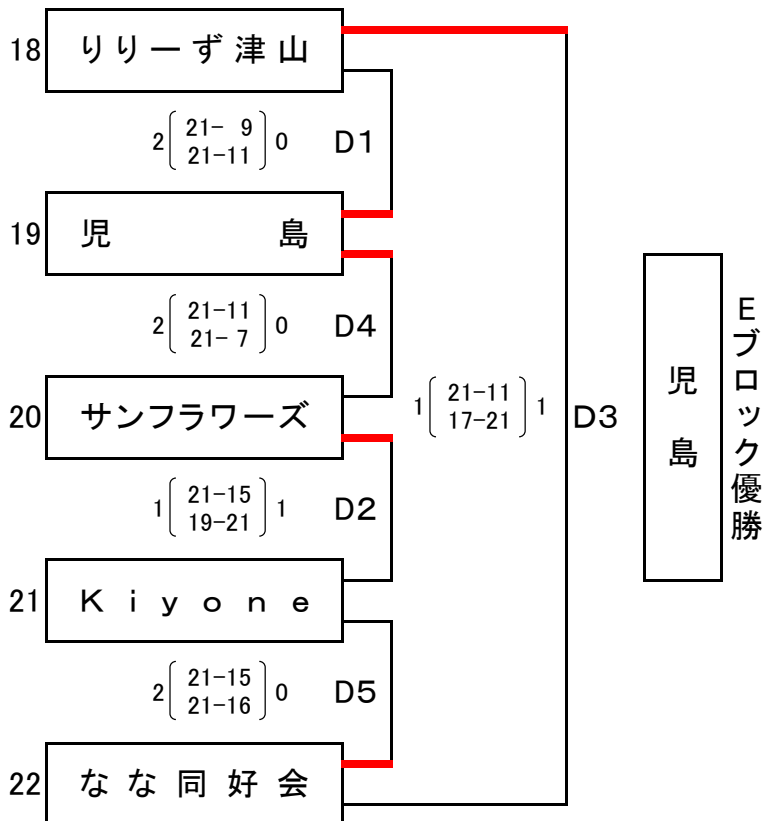 18 りりーず津山
2 21- 9 0 D1
21-11
19 児島
2 21-11 0 D4
21- 7
20 サンフラワーズ
1 21-15 1 D2
19-21
21 Kiyone
2 21-15 0 D5
21-16
22 なな同好会
1 21-11 1 D3
17-21
児島
Eブロック優勝